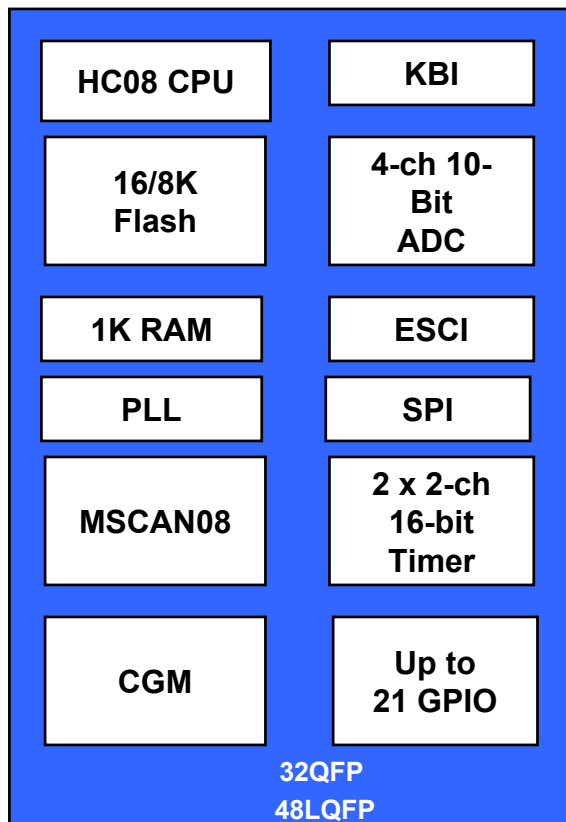 HC08 CPU
KBI
16/8K
Flash
4-ch 10-
Bit
ADC
1K RAM
ESCI
PLL
SPI
MSCAN08
2 x 2-ch
16-bit
Timer
CGM
Up to
21 GPIO
32QFP
48LQFP